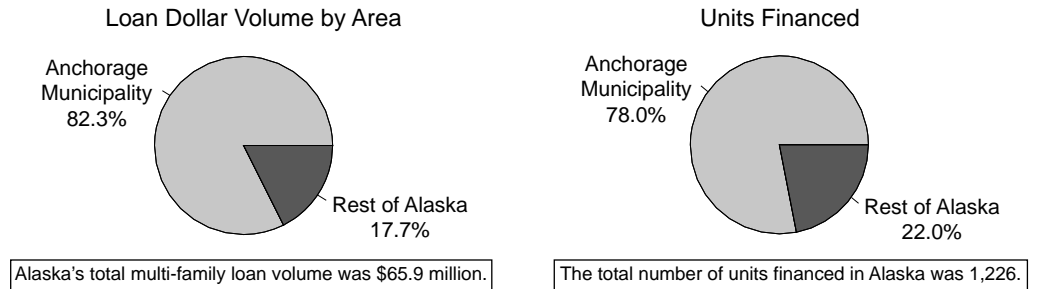 Loan Dollar Volume by Area
Anchorage
Municipality
82.3%
Rest of Alaska
17.7%
Alaska’s total multi-family loan volume was $65.9 million.
Units Financed
Anchorage
Municipality
78.0%
Rest of Alaska
22.0%
The total number of units financed in Alaska was 1,226.